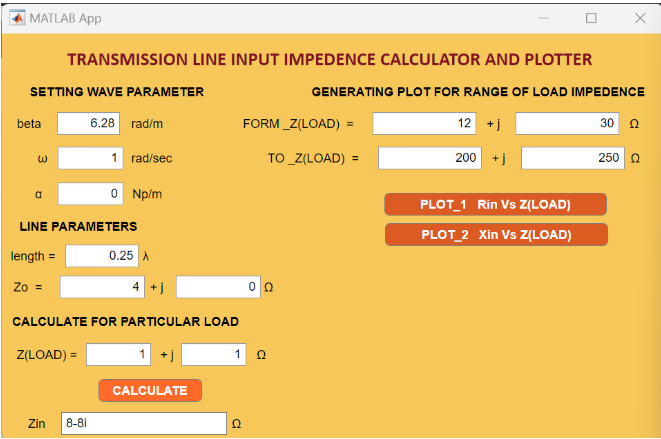 MATLAB App
TRANSMISSION LINE INPUT IMPEDENCE CALCULATOR AND PLOTTER
SETTING WAVE PARAMETER
beta 6.28 rad/m
ω 1 rad/sec
α 0 Np/m
LINE PARAMETERS
length = 0.25 λ
Zo = 4 + j 0 Ω
CALCULATE FOR PARTICULAR LOAD
Z(LOAD) = 1 + j 1 Ω
CALCULATE
Zin 8-8i Ω
GENERATING PLOT FOR RANGE OF LOAD IMPEDENCE
FORM _Z(LOAD) = 12 + j 30 Ω
TO _Z(LOAD) = 200 + j 250 Ω
PLOT_1 Rin Vs Z(LOAD)
PLOT_2 Xin Vs Z(LOAD)